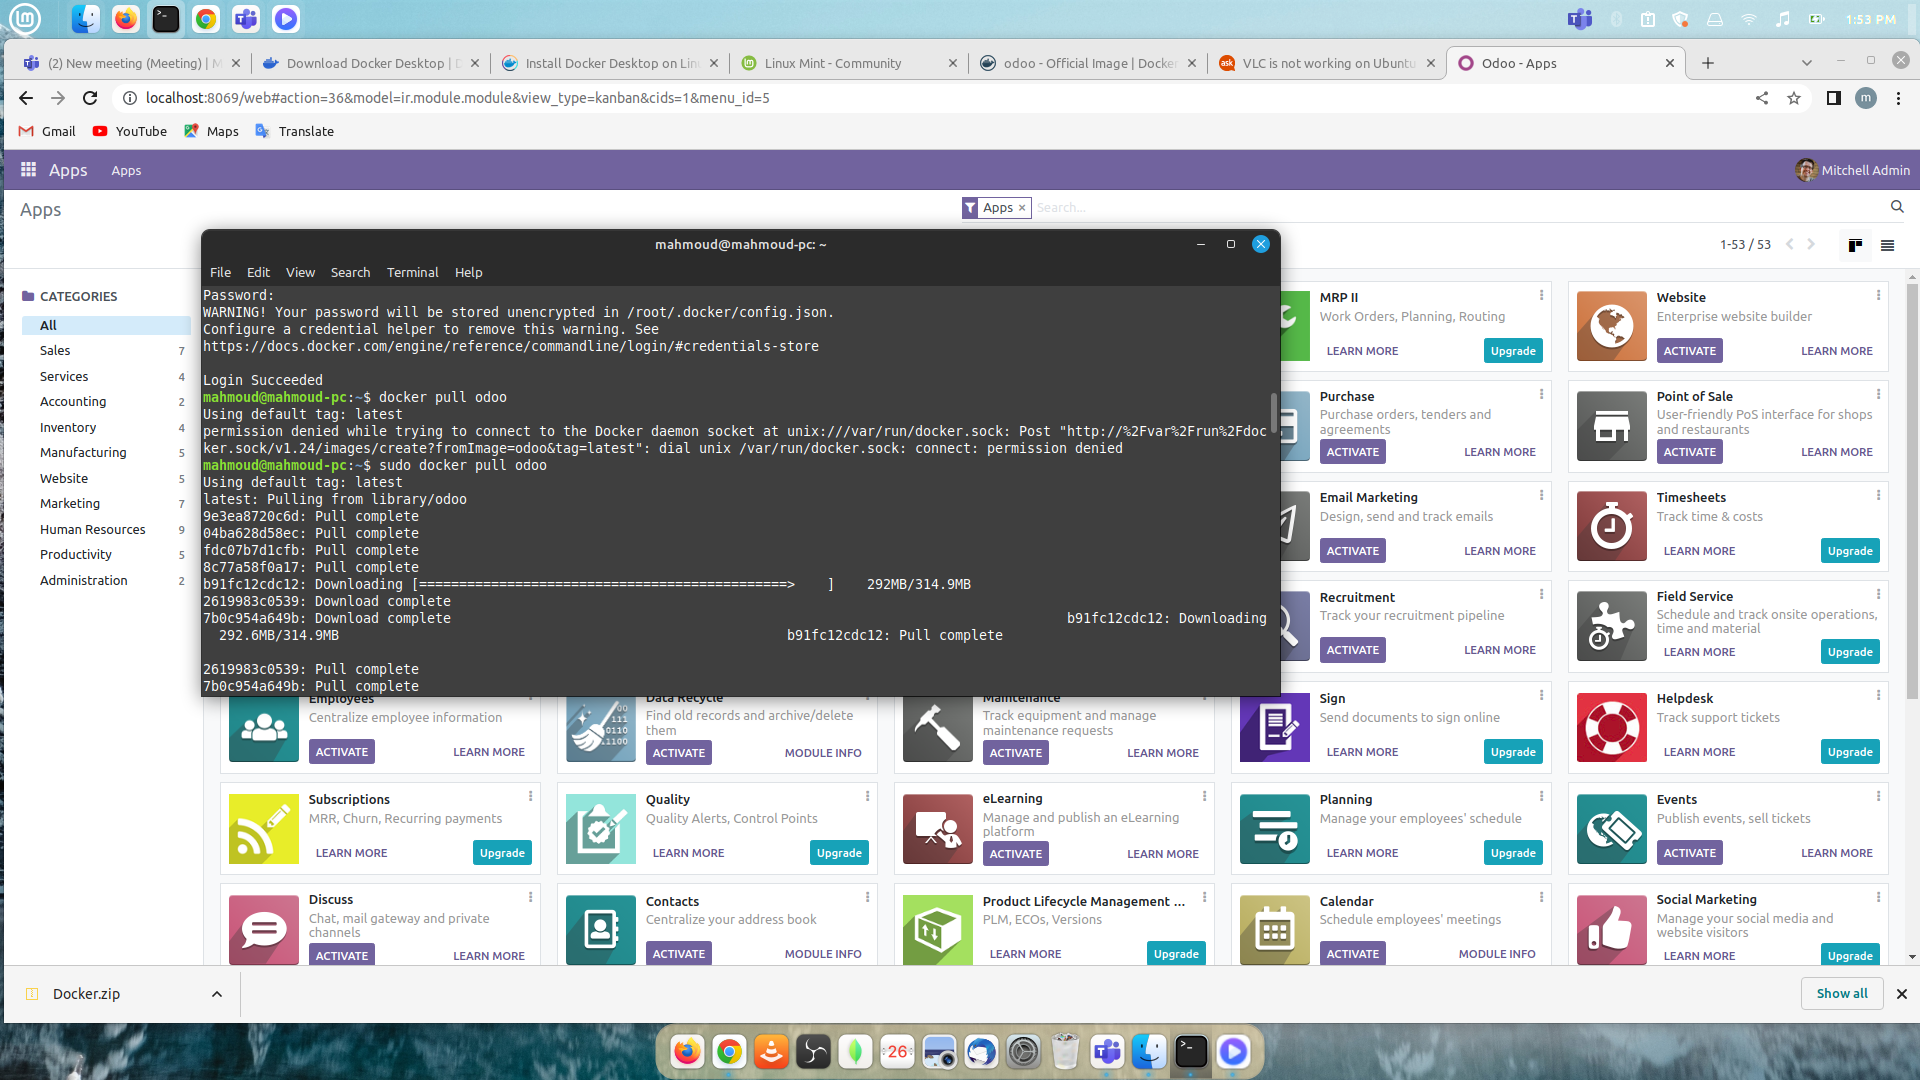 1:53 PM
(2) New meeting (Meeting) | M
Download Docker Desktop | D
Install Docker Desktop on Lin
Linux Mint - Community
odoo - Official Image | Docker
VLC is not working on Ubuntu
Odoo - Apps
localhost:8069/web#action=36&model=ir.module.module&view_type=kanban&cids=1&menu_id=5
m
Gmail
YouTube
Maps
Translate
Apps
Apps
Mitchell Admin
Apps
Apps ×
Search...
1-53 / 53
mahmoud@mahmoud-pc: ~
File Edit View Search Terminal Help
Password:
WARNING! Your password will be stored unencrypted in /root/.docker/config.json.
Configure a credential helper to remove this warning. See
https://docs.docker.com/engine/reference/commandline/login/#credentials-store
Login Succeeded
mahmoud@mahmoud-pc:~$ docker pull odoo
Using default tag: latest
permission denied while trying to connect to the Docker daemon socket at unix:///var/run/docker.sock: Post "http://%2Fvar%2Frun%2Fdoc
ker.sock/v1.24/images/create?fromImage=odoo&tag=latest": dial unix /var/run/docker.sock: connect: permission denied
mahmoud@mahmoud-pc:~$ sudo docker pull odoo
Using default tag: latest
latest: Pulling from library/odoo
9e3ea8720c6d: Pull complete
04ba628d58ec: Pull complete
fdc07b7d1cfb: Pull complete
8c77a58f0a17: Pull complete
b91fc12cdc12: Downloading [==============================================>    ]    292MB/314.9MB
2619983c0539: Download complete
7b0c954a649b: Download complete b91fc12cdc12: Downloading
292.6MB/314.9MB b91fc12cdc12: Pull complete
2619983c0539: Pull complete
7b0c954a649b: Pull complete
CATEGORIES
All
Sales 7
Services 4
Accounting 2
Inventory 4
Manufacturing 5
Website 5
Marketing 7
Human Resources 9
Productivity 5
Administration 2
MRP II
Work Orders, Planning, Routing
LEARN MORE Upgrade
Website
Enterprise website builder
ACTIVATE LEARN MORE
Purchase
Purchase orders, tenders and
agreements
ACTIVATE LEARN MORE
Point of Sale
User-friendly PoS interface for shops
and restaurants
ACTIVATE LEARN MORE
Email Marketing
Design, send and track emails
ACTIVATE LEARN MORE
Timesheets
Track time & costs
LEARN MORE Upgrade
Recruitment
Track your recruitment pipeline
ACTIVATE LEARN MORE
Field Service
Schedule and track onsite operations,
time and material
LEARN MORE Upgrade
Employees
Centralize employee information
ACTIVATE LEARN MORE
Data Recycle
Find old records and archive/delete
them
ACTIVATE MODULE INFO
Maintenance
Track equipment and manage
maintenance requests
ACTIVATE LEARN MORE
Sign
Send documents to sign online
LEARN MORE Upgrade
Helpdesk
Track support tickets
LEARN MORE Upgrade
Subscriptions
MRR, Churn, Recurring payments
LEARN MORE Upgrade
Quality
Quality Alerts, Control Points
LEARN MORE Upgrade
eLearning
Manage and publish an eLearning
platform
ACTIVATE LEARN MORE
Planning
Manage your employees' schedule
LEARN MORE Upgrade
Events
Publish events, sell tickets
ACTIVATE LEARN MORE
Discuss
Chat, mail gateway and private
channels
ACTIVATE LEARN MORE
Contacts
Centralize your address book
ACTIVATE MODULE INFO
Product Lifecycle Management ...
PLM, ECOs, Versions
LEARN MORE Upgrade
Calendar
Schedule employees' meetings
ACTIVATE MODULE INFO
Social Marketing
Manage your social media and
website visitors
LEARN MORE Upgrade
Docker.zip
Show all
26